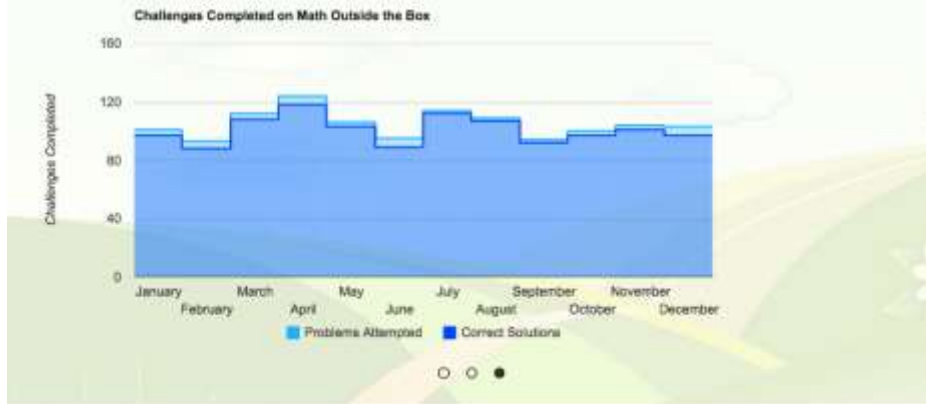 Challenges Completed on Math Outside the Box
160
120
80
40
0
Challenges Completed
January March May July September November
February April June August October December
Problems Attempted Correct Solutions